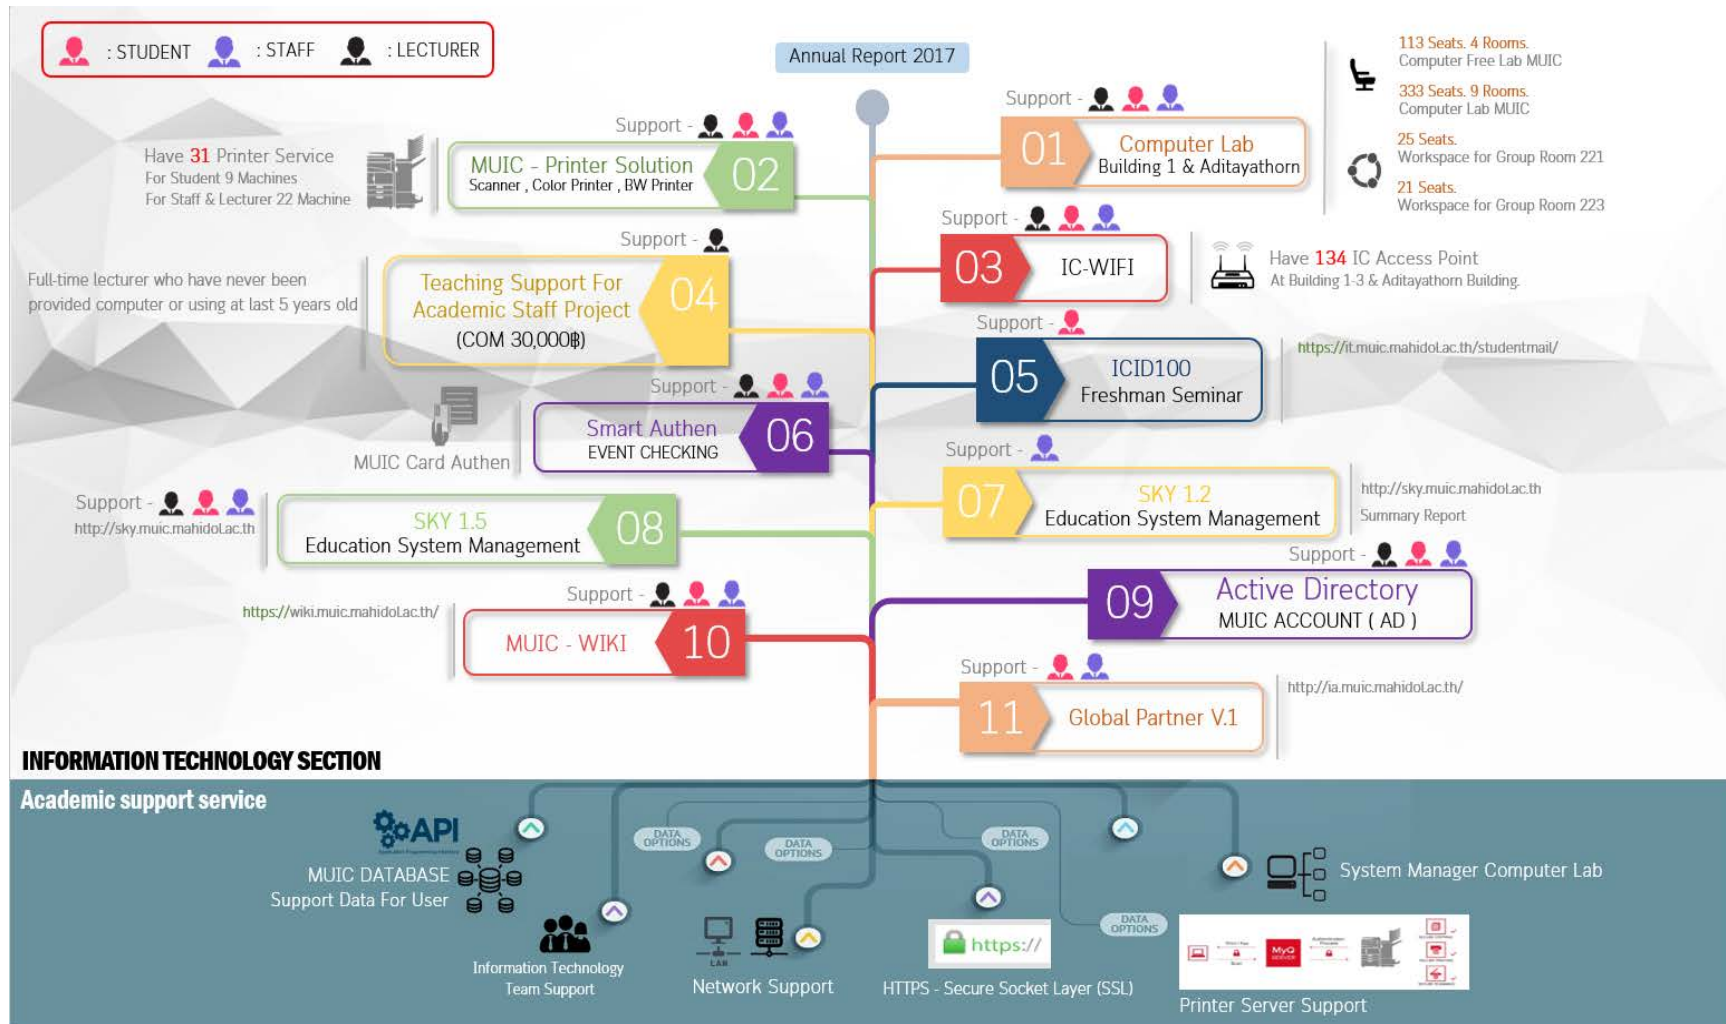 : STUDENT
: STAFF
: LECTURER
Annual Report 2017
Support -
01
Computer Lab
Building 1 & Aditayathorn
113 Seats. 4 Rooms.
Computer Free Lab MUIC
333 Seats. 9 Rooms.
Computer Lab MUIC
25 Seats.
Workspace for Group Room 221
21 Seats.
Workspace for Group Room 223
Support -
Have 31 Printer Service
For Student 9 Machines
For Staff & Lecturer 22 Machine
MUIC - Printer Solution
Scanner , Color Printer , BW Printer
02
Support -
03
IC-WIFI
Have 134 IC Access Point
At Building 1-3 & Aditayathorn Building.
Support -
Full-time lecturer who have never been
provided computer or using at last 5 years old
Teaching Support For
Academic Staff Project
(COM 30,000฿)
04
Support -
05
ICID100
Freshman Seminar
https://it.muic.mahidol.ac.th/studentmail/
Support -
MUIC Card Authen
Smart Authen
EVENT CHECKING
06
Support -
07
SKY 1.2
Education System Management
http://sky.muic.mahidol.ac.th
Summary Report
Support -
http://sky.muic.mahidol.ac.th
SKY 1.5
Education System Management
08
Support -
09
Active Directory
MUIC ACCOUNT ( AD )
Support -
https://wiki.muic.mahidol.ac.th/
MUIC - WIKI
10
Support -
11
Global Partner V.1
http://ia.muic.mahidol.ac.th/
INFORMATION TECHNOLOGY SECTION
Academic support service
API
MUIC DATABASE
Support Data For User
Information Technology
Team Support
DATA
OPTIONS
DATA
OPTIONS
LAN
Network Support
DATA
OPTIONS
https://
HTTPS - Secure Socket Layer (SSL)
DATA
OPTIONS
System Manager Computer Lab
MyQ
SERVER
Printer Server Support